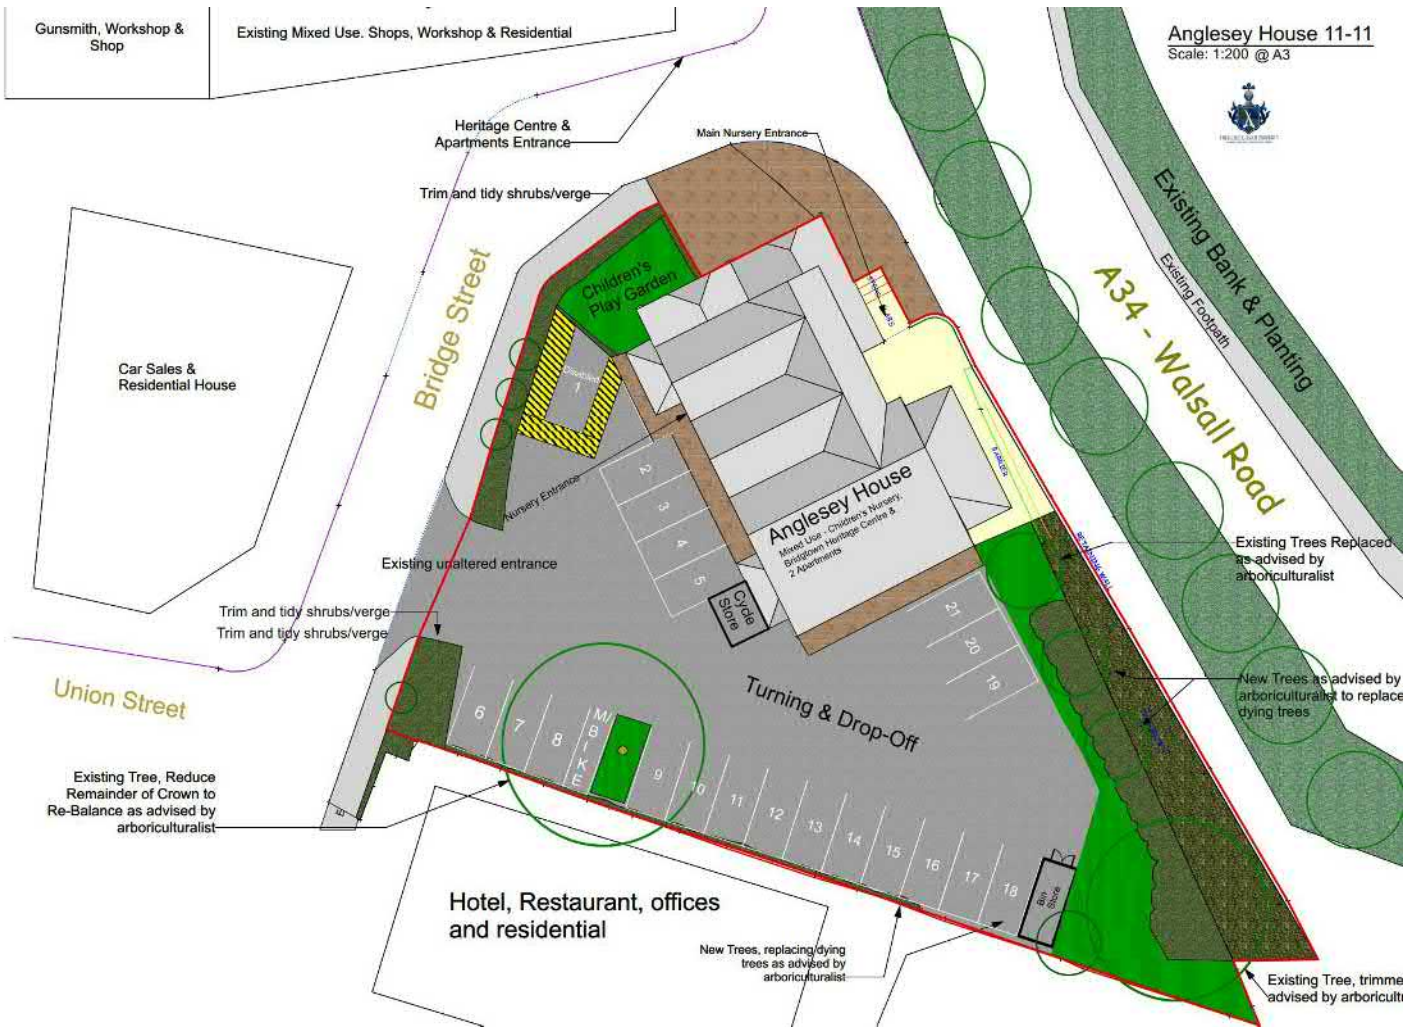 Gunsmith, Workshop &
Shop
Existing Mixed Use. Shops, Workshop & Residential
Anglesey House 11-11
Scale: 1:200 @ A3
Heritage Centre &
Apartments Entrance
Main Nursery Entrance
Trim and tidy shrubs/verge
Existing Bank & Planting
Existing Footpath
A34 - Walsall Road
Bridge Street
Children's
Play Garden
Car Sales &
Residential House
Disabled
1
Nursery Entrance
2
3
4
5
Anglesey House
Mixed Use - Children's Nursery,
Bridgtown Heritage Centre &
2 Apartments
Cycle
Store
Existing unaltered entrance
Existing Trees Replaced
as advised by
arboriculturalist
Trim and tidy shrubs/verge
Trim and tidy shrubs/verge
21
20
19
Union Street
Turning & Drop-Off
New Trees as advised by
arboriculturalist to replace
dying trees
6
7
8
M/
B
I
K
E
9
10
11
12
13
14
15
16
17
18
Bin
Store
Existing Tree, Reduce
Remainder of Crown to
Re-Balance as advised by
arboriculturalist
Hotel, Restaurant, offices
and residential
New Trees, replacing dying
trees as advised by
arboriculturalist
Existing Tree, trimme
advised by arboricultu